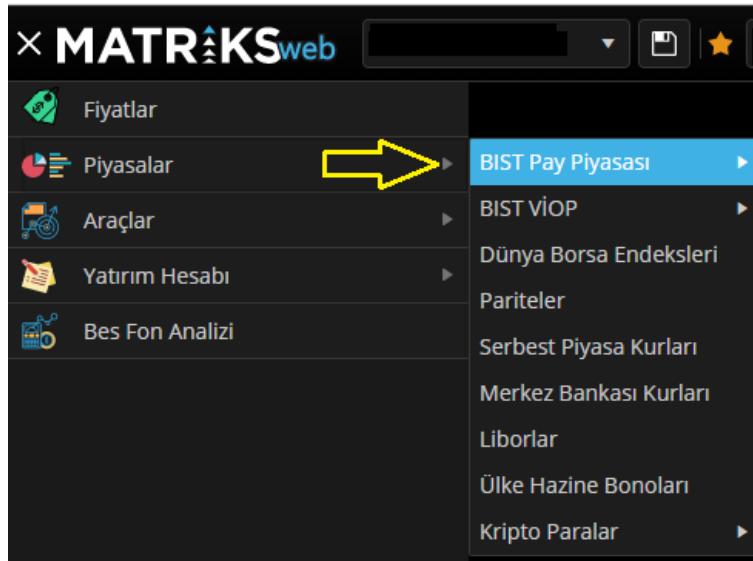 MATRİKSweb
Fiyatlar
Piyasalar
Araçlar
Yatırım Hesabı
Bes Fon Analizi
BIST Pay Piyasası
BIST VİOP
Dünya Borsa Endeksleri
Pariteler
Serbest Piyasa Kurları
Merkez Bankası Kurları
Liborlar
Ülke Hazine Bonoları
Kripto Paralar